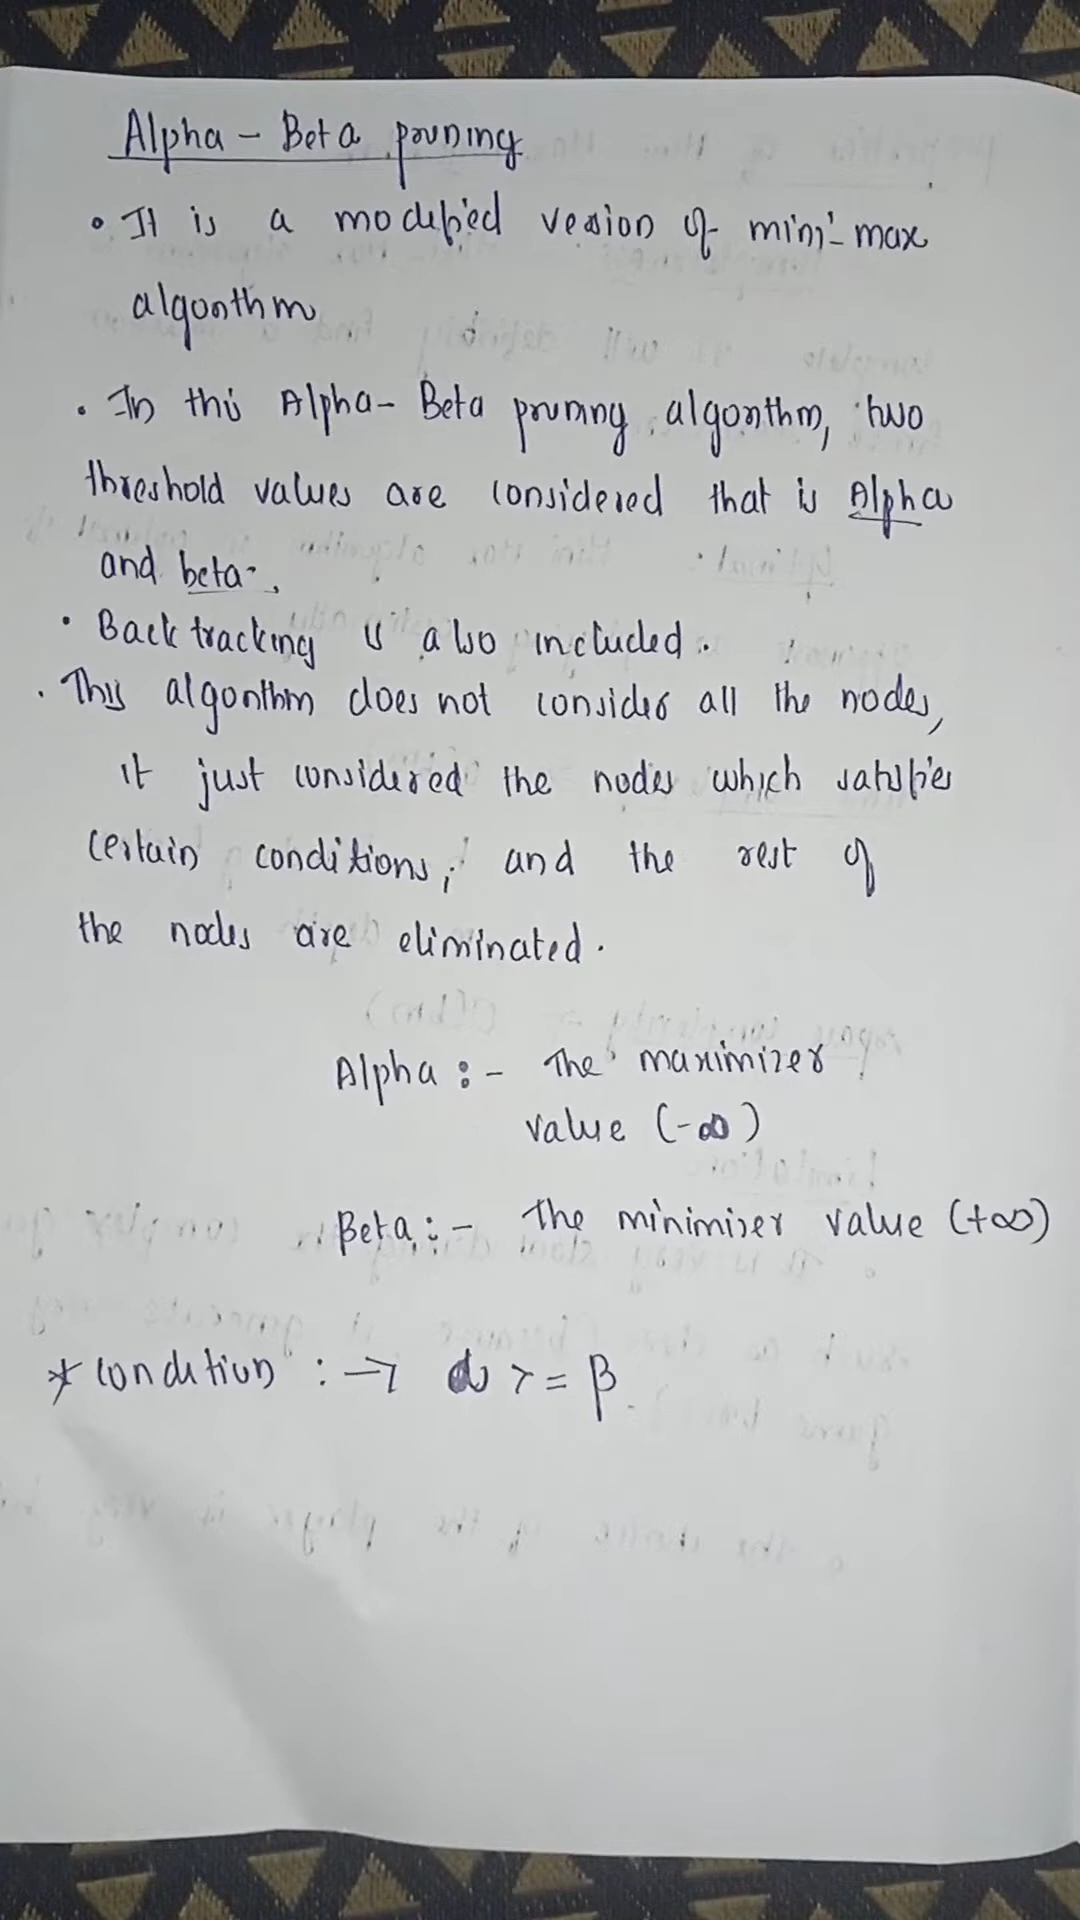 Alpha - Beta pruning
• It is a modified vesion of mini-max
algorithm
• In this Alpha - Beta pruning algorithm, two
threshold values are considered that is Alpha
and beta.
• Back tracking is also included.
• This algorithm does not consider all the nodes,
it just considered the nodes which satisfies
certain conditions, and the rest of
the nodes are eliminated.
Alpha :- The maximizer
value (-∞)
Beta :- The minimizer value (+∞)
* condition :→ α >= β